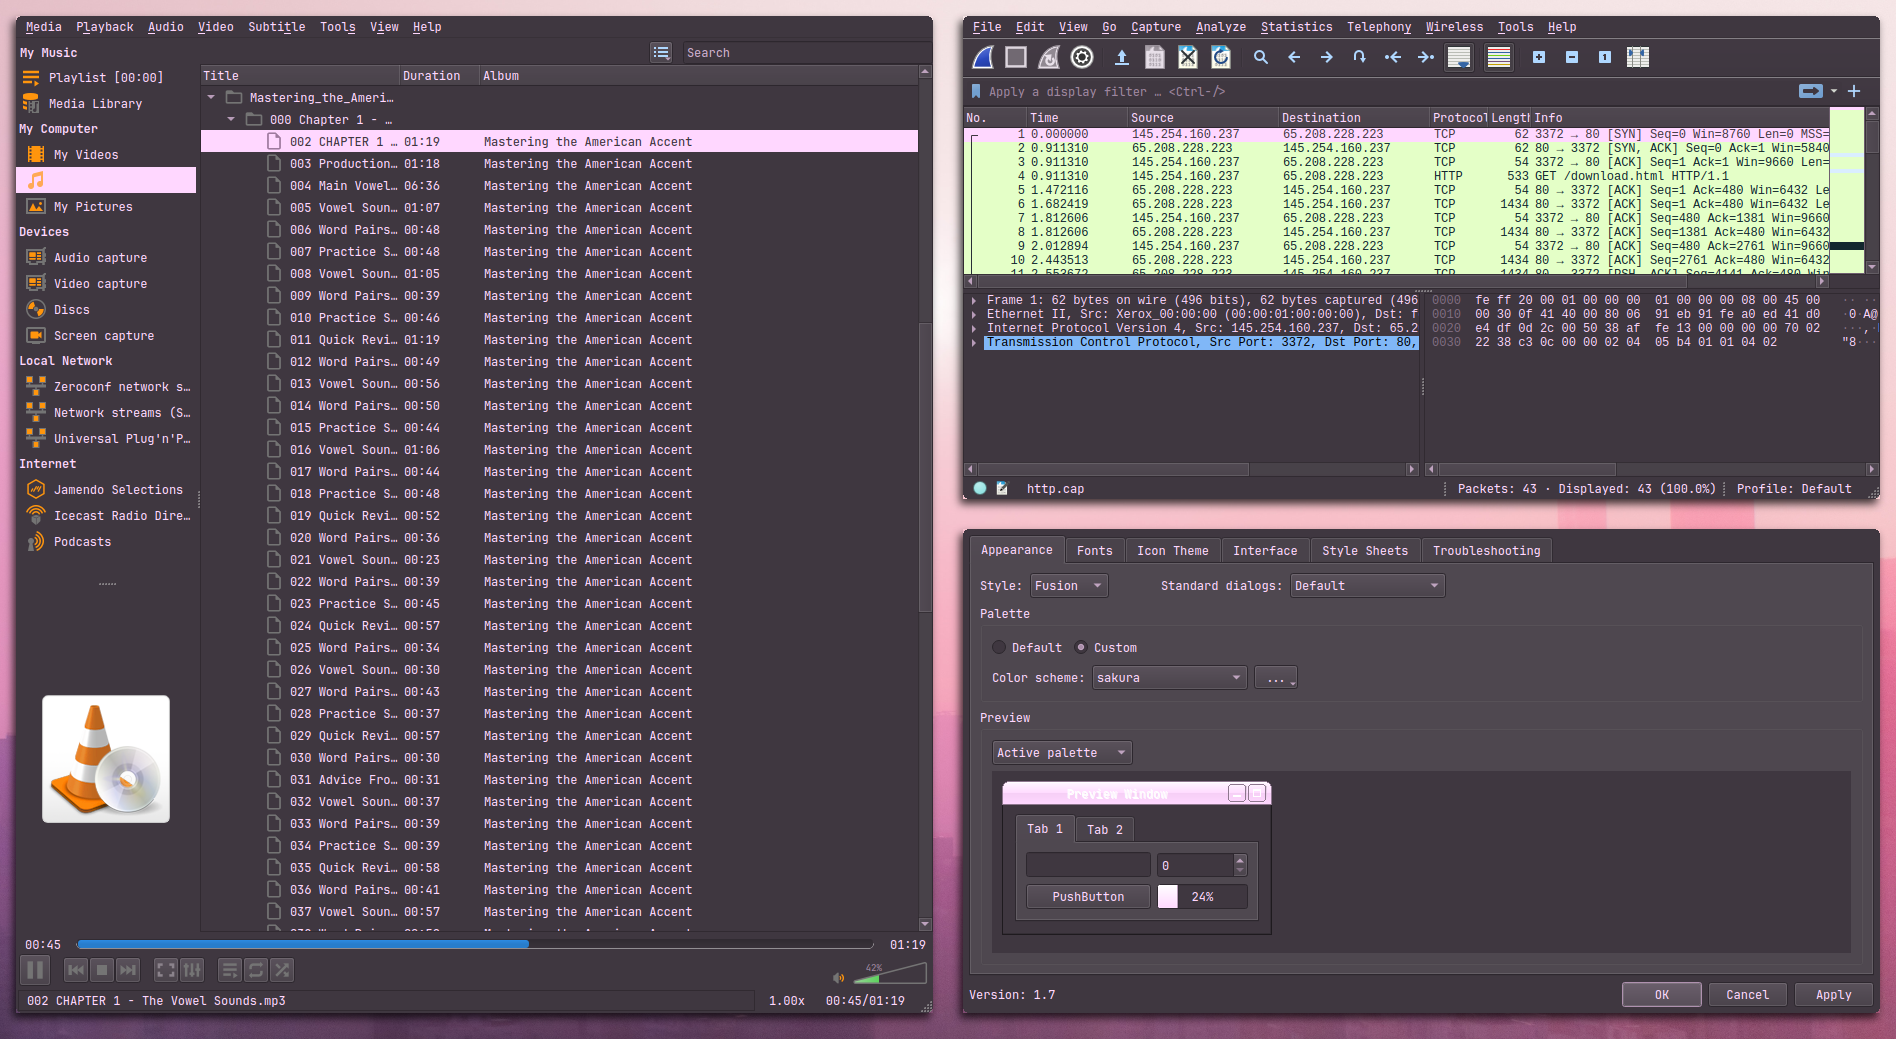 Media Playback Audio Video Subtitle Tools View Help
My Music
Search
Playlist [00:00]
Media Library
My Computer
My Videos
My Pictures
Devices
Audio capture
Video capture
Discs
Screen capture
Local Network
Zeroconf network s…
Network streams (S…
Universal Plug'n'P…
Internet
Jamendo Selections
Icecast Radio Dire…
Podcasts
Title Duration Album
Mastering_the_Ameri…
000 Chapter 1 - …
002 CHAPTER 1 … 01:19 Mastering the American Accent
003 Production… 01:18 Mastering the American Accent
004 Main Vowel… 06:36 Mastering the American Accent
005 Vowel Soun… 01:07 Mastering the American Accent
006 Word Pairs… 00:48 Mastering the American Accent
007 Practice S… 00:48 Mastering the American Accent
008 Vowel Soun… 01:05 Mastering the American Accent
009 Word Pairs… 00:39 Mastering the American Accent
010 Practice S… 00:46 Mastering the American Accent
011 Quick Revi… 01:19 Mastering the American Accent
012 Word Pairs… 00:49 Mastering the American Accent
013 Vowel Soun… 00:56 Mastering the American Accent
014 Word Pairs… 00:50 Mastering the American Accent
015 Practice S… 00:44 Mastering the American Accent
016 Vowel Soun… 01:06 Mastering the American Accent
017 Word Pairs… 00:44 Mastering the American Accent
018 Practice S… 00:48 Mastering the American Accent
019 Quick Revi… 00:52 Mastering the American Accent
020 Word Pairs… 00:36 Mastering the American Accent
021 Vowel Soun… 00:23 Mastering the American Accent
022 Word Pairs… 00:39 Mastering the American Accent
023 Practice S… 00:45 Mastering the American Accent
024 Quick Revi… 00:57 Mastering the American Accent
025 Word Pairs… 00:34 Mastering the American Accent
026 Vowel Soun… 00:30 Mastering the American Accent
027 Word Pairs… 00:43 Mastering the American Accent
028 Practice S… 00:37 Mastering the American Accent
029 Quick Revi… 00:57 Mastering the American Accent
030 Word Pairs… 00:30 Mastering the American Accent
031 Advice Fro… 00:31 Mastering the American Accent
032 Vowel Soun… 00:37 Mastering the American Accent
033 Word Pairs… 00:39 Mastering the American Accent
034 Practice S… 00:39 Mastering the American Accent
035 Quick Revi… 00:58 Mastering the American Accent
036 Word Pairs… 00:41 Mastering the American Accent
037 Vowel Soun… 00:57 Mastering the American Accent
00:45 01:19
42%
002 CHAPTER 1 - The Vowel Sounds.mp3 1.00x 00:45/01:19
File Edit View Go Capture Analyze Statistics Telephony Wireless Tools Help
Apply a display filter … <Ctrl-/>
No. Time Source Destination Protocol Length Info
1 0.000000 145.254.160.237 65.208.228.223 TCP 62 3372 → 80 [SYN] Seq=0 Win=8760 Len=0 MSS=
2 0.911310 65.208.228.223 145.254.160.237 TCP 62 80 → 3372 [SYN, ACK] Seq=0 Ack=1 Win=5840
3 0.911310 145.254.160.237 65.208.228.223 TCP 54 3372 → 80 [ACK] Seq=1 Ack=1 Win=9660 Len=
4 0.911310 145.254.160.237 65.208.228.223 HTTP 533 GET /download.html HTTP/1.1
5 1.472116 65.208.228.223 145.254.160.237 TCP 54 80 → 3372 [ACK] Seq=1 Ack=480 Win=6432 Le
6 1.682419 65.208.228.223 145.254.160.237 TCP 1434 80 → 3372 [ACK] Seq=1 Ack=480 Win=6432 Le
7 1.812606 145.254.160.237 65.208.228.223 TCP 54 3372 → 80 [ACK] Seq=480 Ack=1381 Win=9660
8 1.812606 65.208.228.223 145.254.160.237 TCP 1434 80 → 3372 [ACK] Seq=1381 Ack=480 Win=6432
9 2.012894 145.254.160.237 65.208.228.223 TCP 54 3372 → 80 [ACK] Seq=480 Ack=2761 Win=9660
10 2.443513 65.208.228.223 145.254.160.237 TCP 1434 80 → 3372 [ACK] Seq=2761 Ack=480 Win=6432
11 2.553672 65.208.228.223 145.254.160.237 TCP 1434 80 → 3372 [PSH, ACK] Seq=4141 Ack=480 Win
Frame 1: 62 bytes on wire (496 bits), 62 bytes captured (496
Ethernet II, Src: Xerox_00:00:00 (00:00:01:00:00:00), Dst: f
Internet Protocol Version 4, Src: 145.254.160.237, Dst: 65.2
Transmission Control Protocol, Src Port: 3372, Dst Port: 80,
0000 fe ff 20 00 01 00 00 00 01 00 00 00 08 00 45 00 ·· ··
0010 00 30 0f 41 40 00 80 06 91 eb 91 fe a0 ed 41 d0 ·0·A@
0020 e4 df 0d 2c 00 50 38 af fe 13 00 00 00 00 70 02 ···,
0030 22 38 c3 0c 00 00 02 04 05 b4 01 01 04 02 "8···
http.cap Packets: 43 · Displayed: 43 (100.0%) Profile: Default
Appearance Fonts Icon Theme Interface Style Sheets Troubleshooting
Style: Fusion Standard dialogs: Default
Palette
Default Custom
Color scheme: sakura ...
Preview
Active palette
Preview Window
Tab 1 Tab 2
0
PushButton 24%
Version: 1.7 OK Cancel Apply